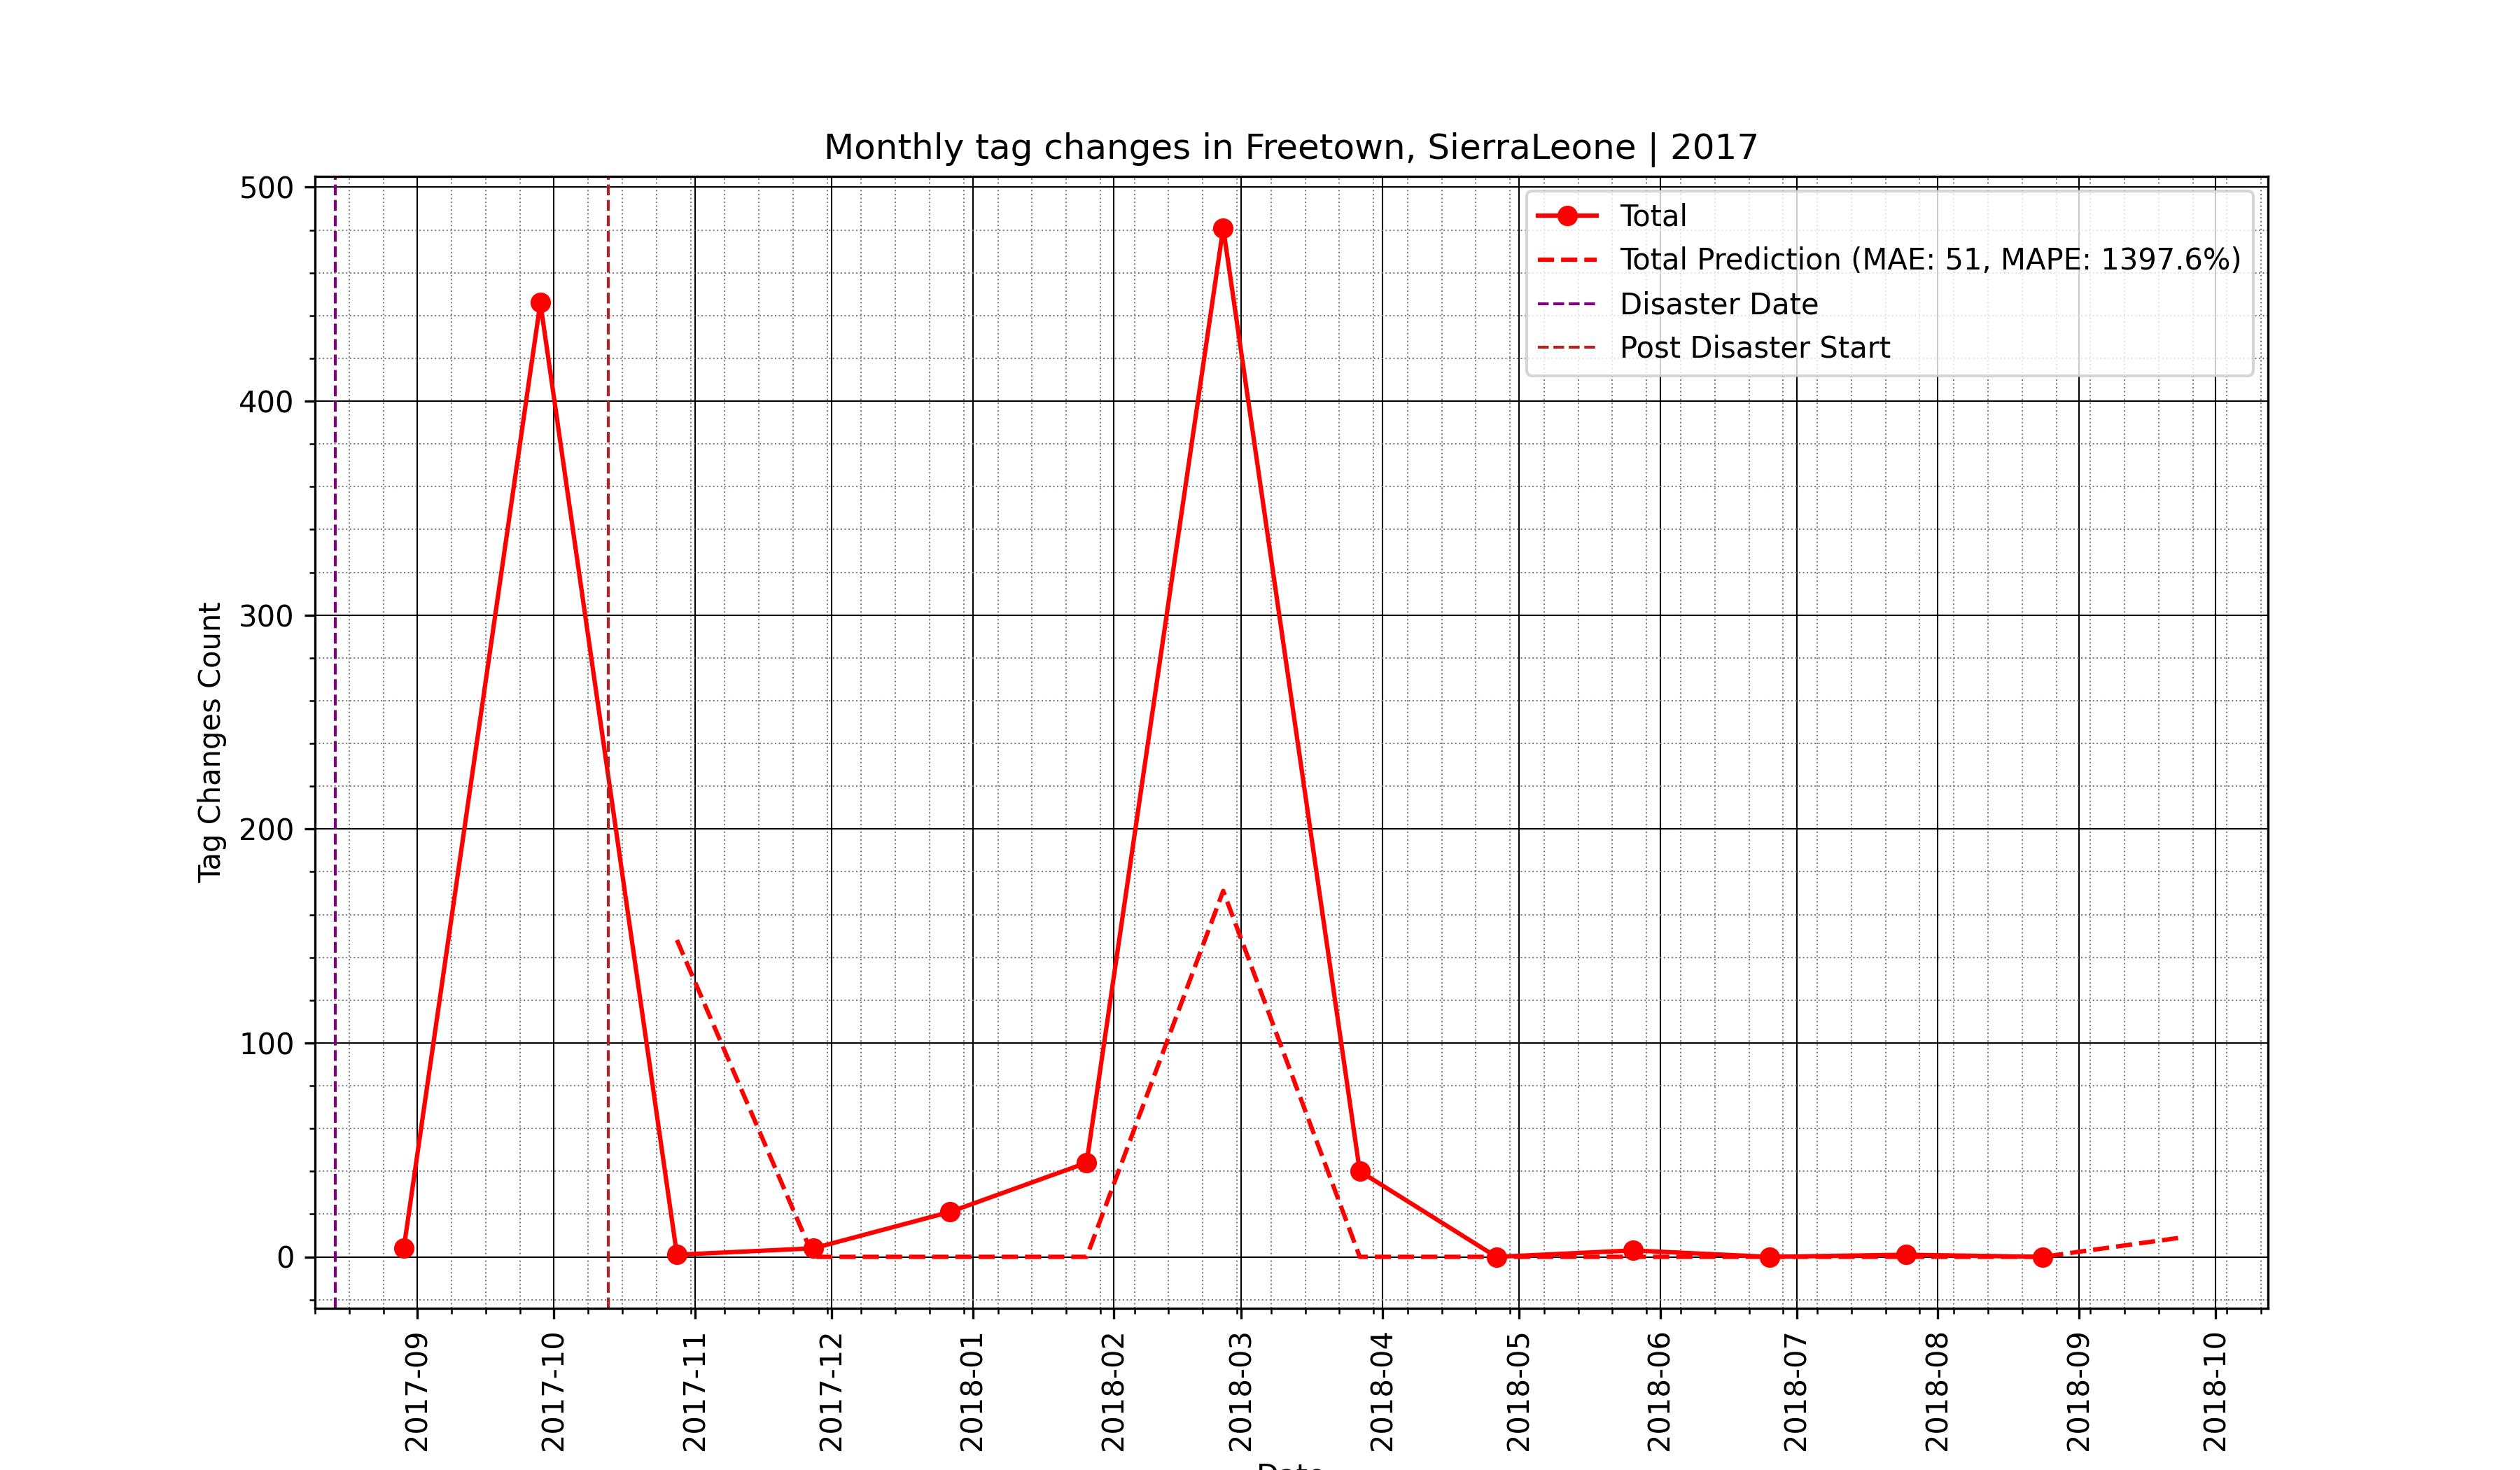 Monthly tag changes in Freetown, SierraLeone | 2017
Total
Total Prediction (MAE: 51, MAPE: 1397.6%)
Disaster Date
Post Disaster Start
Tag Changes Count
500
400
300
200
100
0
2017-09
2017-10
2017-11
2017-12
2018-01
2018-02
2018-03
2018-04
2018-05
2018-06
2018-07
2018-08
2018-09
2018-10
Date